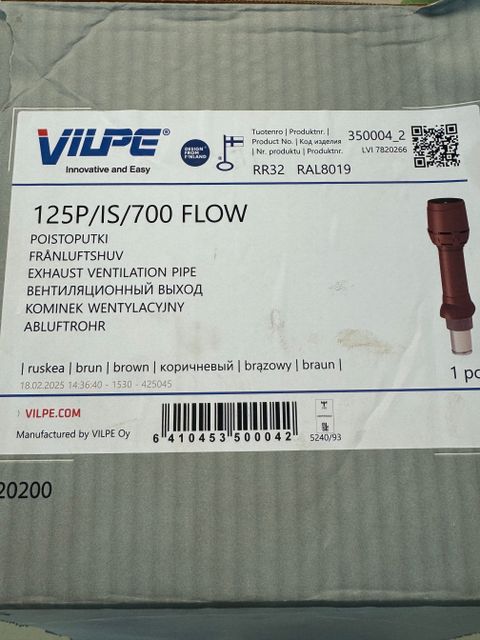 VILPE®
Innovative and Easy
DESIGN FROM FINLAND
Tuotenro | Produktnr. |
Product No. | Код изделия
| Nr. produktu | Produktnr.
350004_2
LVI 7820266
RR32 RAL8019
125P/IS/700 FLOW
POISTOPUTKI
FRÅNLUFTSHUV
EXHAUST VENTILATION PIPE
ВЕНТИЛЯЦИОННЫЙ ВЫХОД
KOMINEK WENTYLACYJNY
ABLUFTROHR
| ruskea | brun | brown | коричневый | brązowy | braun |
18.02.2025 14:36:40 - 1530 - 425045
1 pc
VILPE.COM
Manufactured by VILPE Oy
6 410453 500042
5240/93
20200